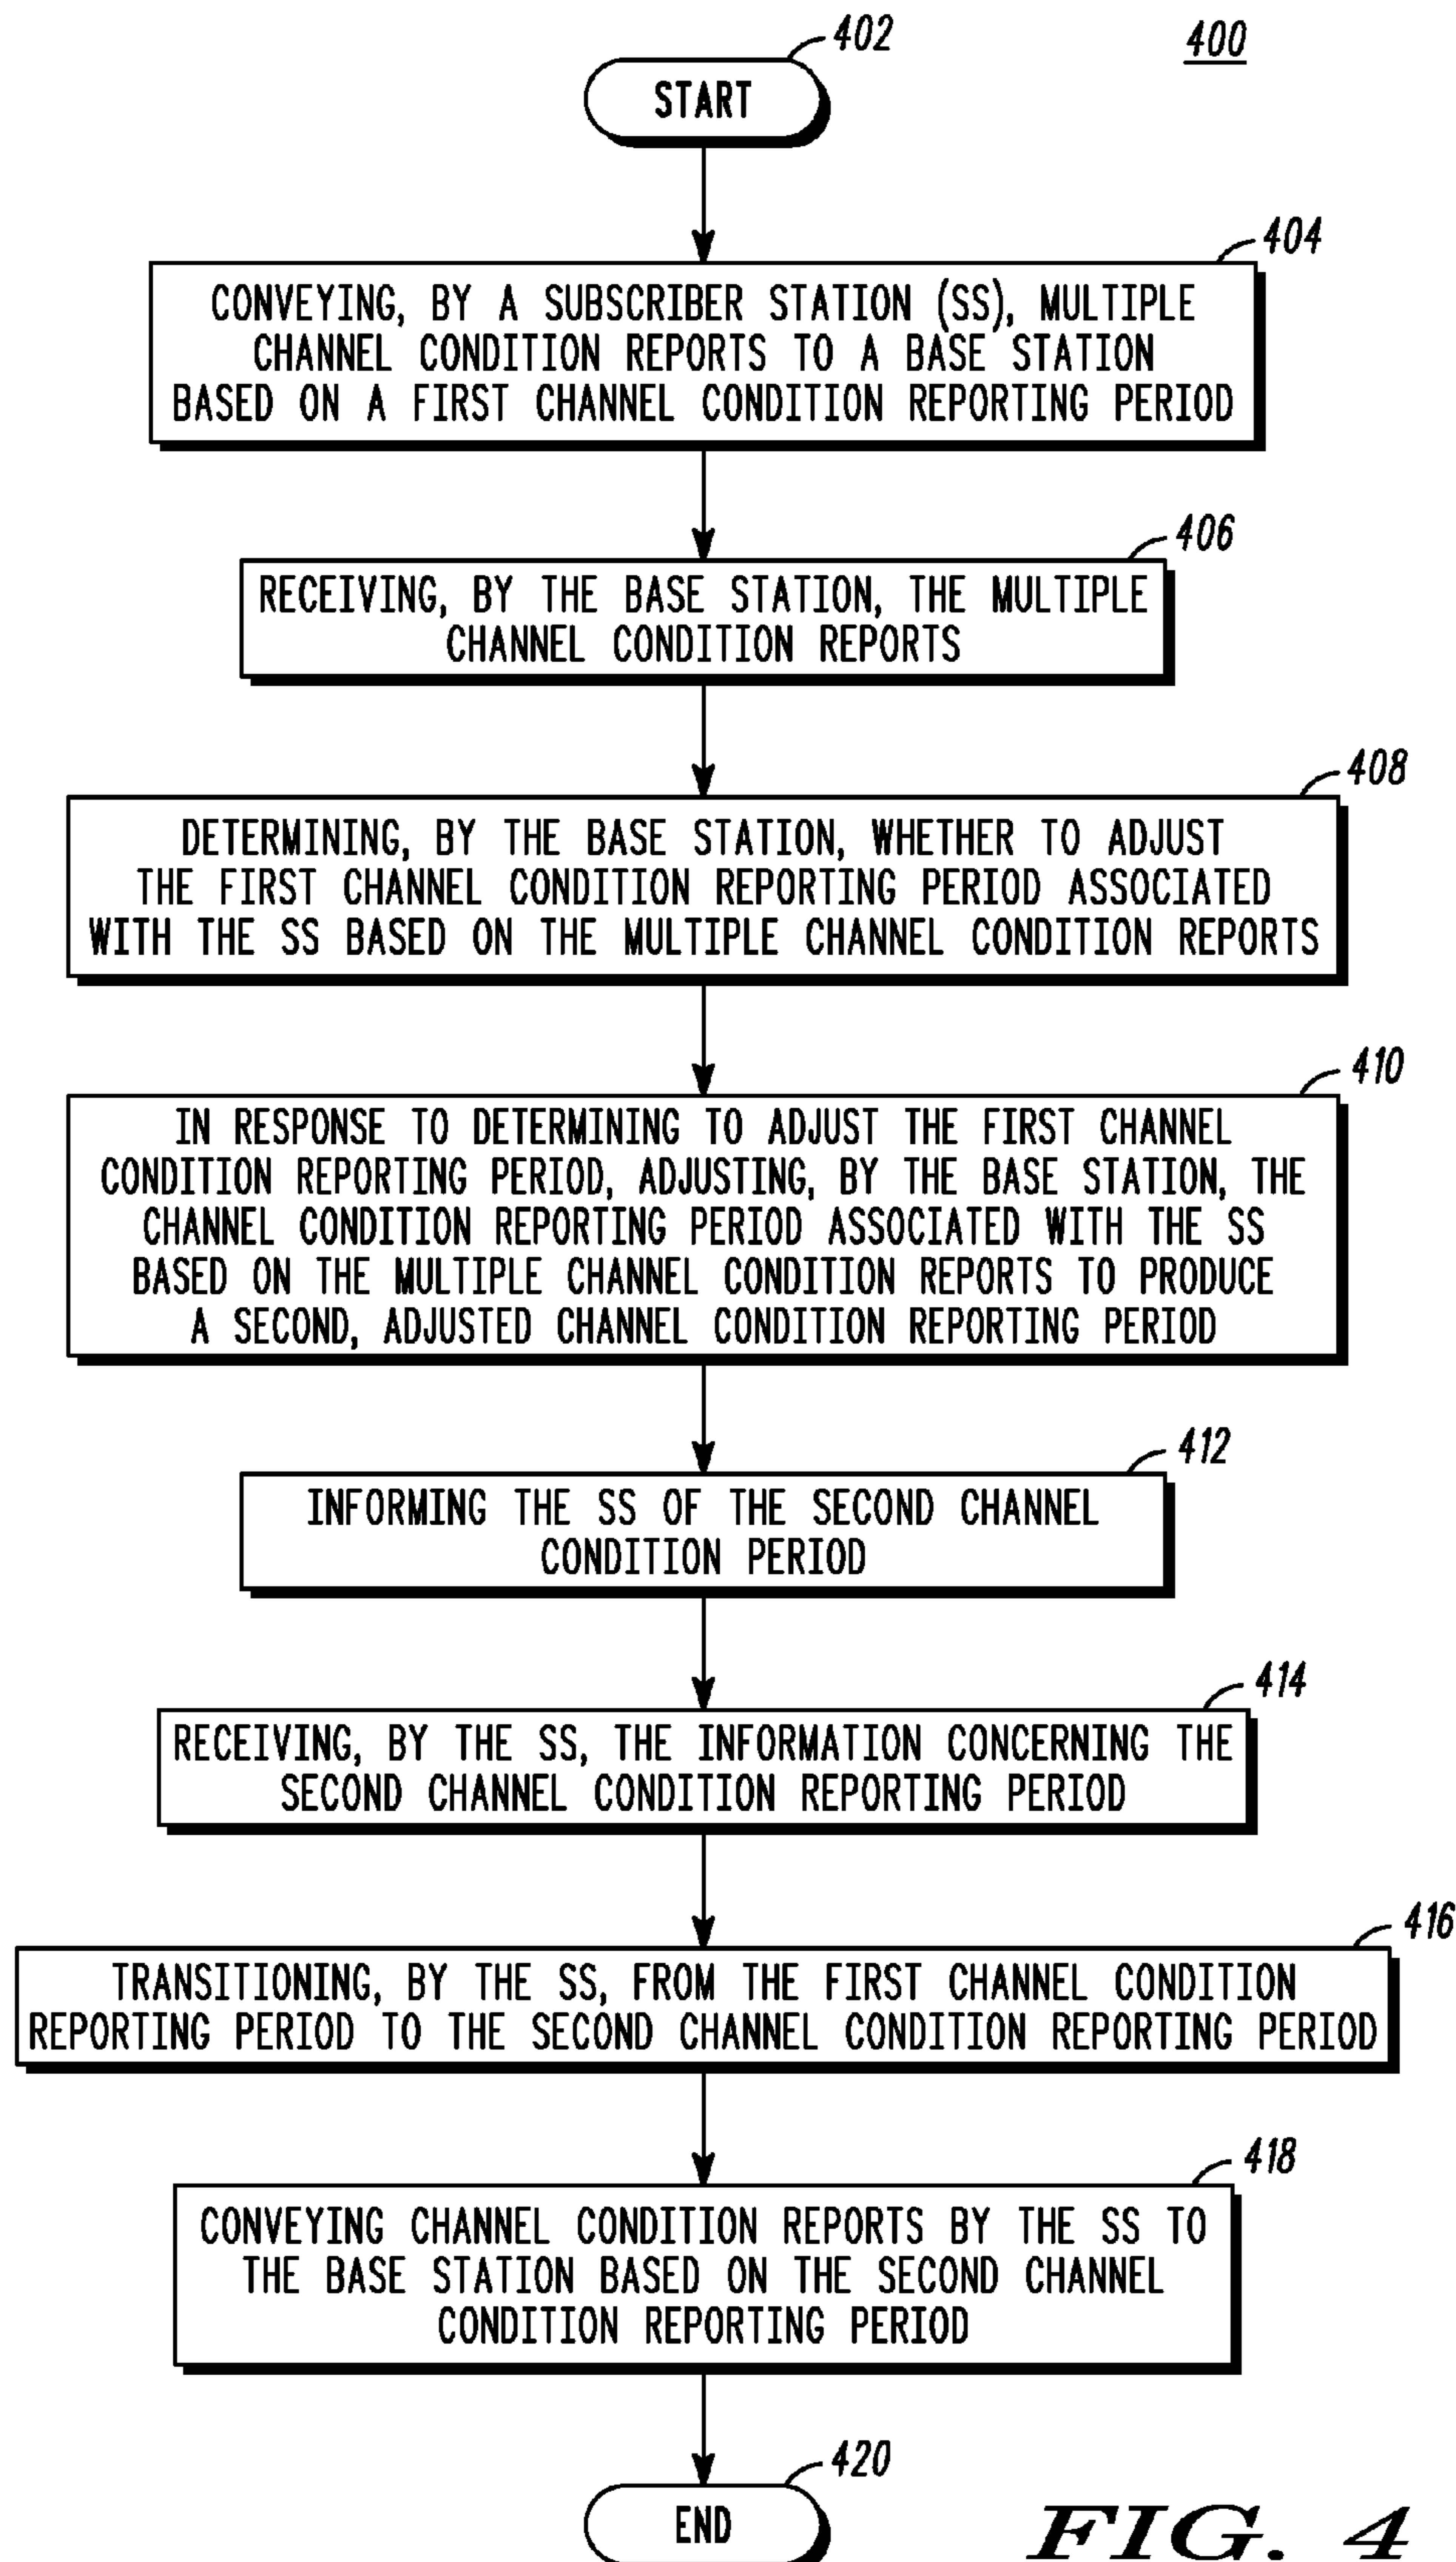 402
400
START
404
CONVEYING, BY A SUBSCRIBER STATION (SS), MULTIPLE
CHANNEL CONDITION REPORTS TO A BASE STATION
BASED ON A FIRST CHANNEL CONDITION REPORTING PERIOD
406
RECEIVING, BY THE BASE STATION, THE MULTIPLE
CHANNEL CONDITION REPORTS
408
DETERMINING, BY THE BASE STATION, WHETHER TO ADJUST
THE FIRST CHANNEL CONDITION REPORTING PERIOD ASSOCIATED
WITH THE SS BASED ON THE MULTIPLE CHANNEL CONDITION REPORTS
410
IN RESPONSE TO DETERMINING TO ADJUST THE FIRST CHANNEL
CONDITION REPORTING PERIOD, ADJUSTING, BY THE BASE STATION, THE
CHANNEL CONDITION REPORTING PERIOD ASSOCIATED WITH THE SS
BASED ON THE MULTIPLE CHANNEL CONDITION REPORTS TO PRODUCE
A SECOND, ADJUSTED CHANNEL CONDITION REPORTING PERIOD
412
INFORMING THE SS OF THE SECOND CHANNEL
CONDITION PERIOD
414
RECEIVING, BY THE SS, THE INFORMATION CONCERNING THE
SECOND CHANNEL CONDITION REPORTING PERIOD
416
TRANSITIONING, BY THE SS, FROM THE FIRST CHANNEL CONDITION
REPORTING PERIOD TO THE SECOND CHANNEL CONDITION REPORTING PERIOD
418
CONVEYING CHANNEL CONDITION REPORTS BY THE SS TO
THE BASE STATION BASED ON THE SECOND CHANNEL
CONDITION REPORTING PERIOD
420
END
FIG. 4